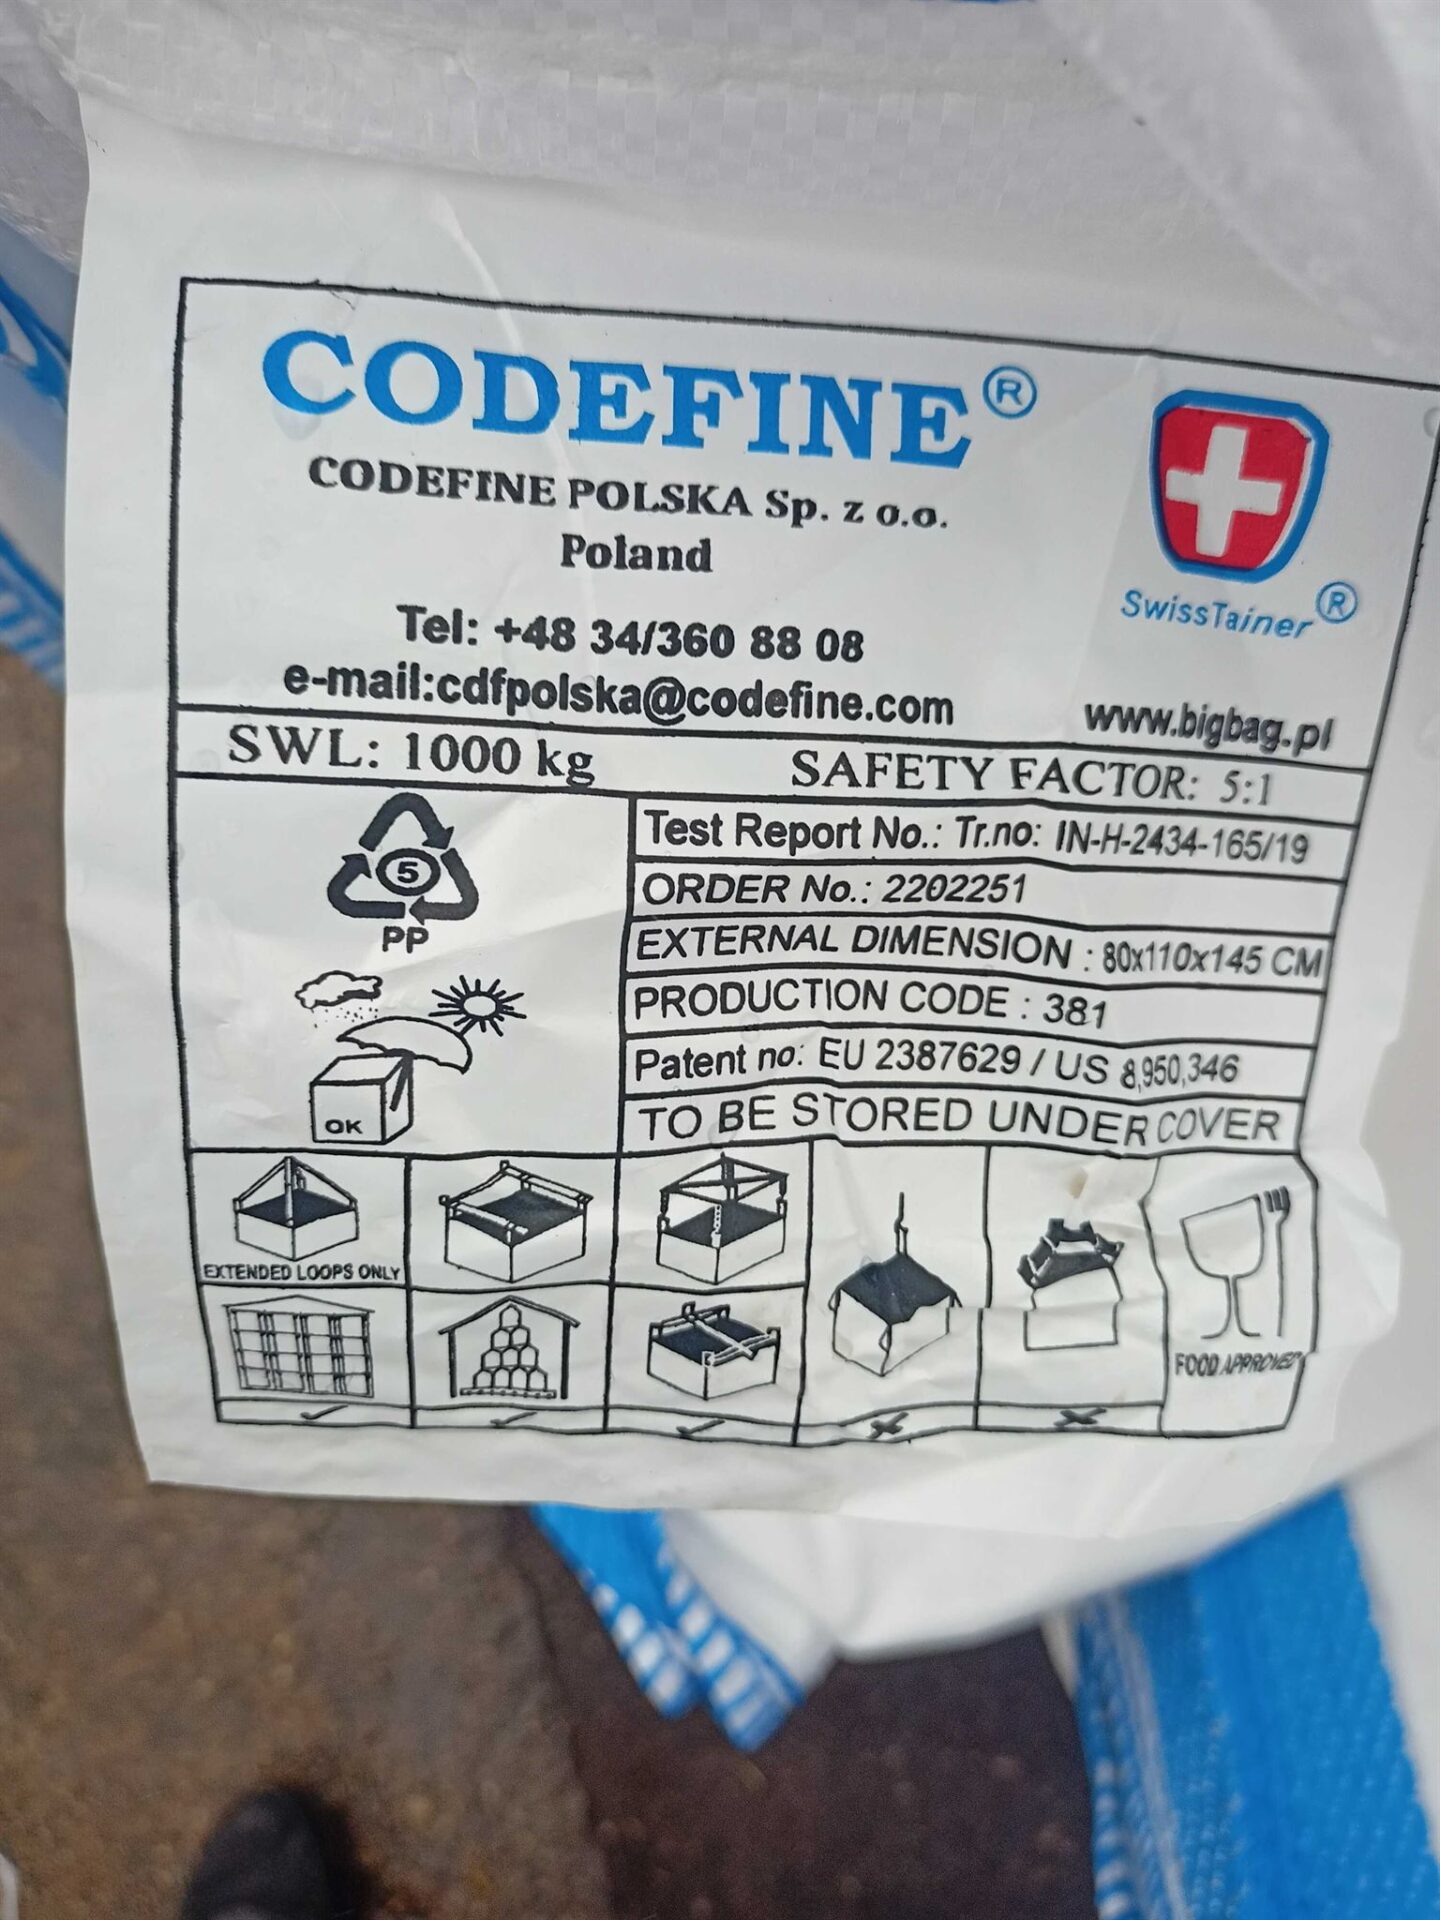 CODEFINE®
CODEFINE POLSKA Sp. z o.o.
Poland
SwissTainer®
Tel: +48 34/360 88 08
e-mail:cdfpolska@codefine.com
www.bigbag.pl
SWL: 1000 kg SAFETY FACTOR: 5:1
5
PP
OK
Test Report No.: Tr.no: IN-H-2434-165/19
ORDER No.: 2202251
EXTERNAL DIMENSION : 80x110x145 CM
PRODUCTION CODE : 381
Patent no: EU 2387629 / US 8,950,346
TO BE STORED UNDER COVER
EXTENDED LOOPS ONLY
FOOD APPROVED